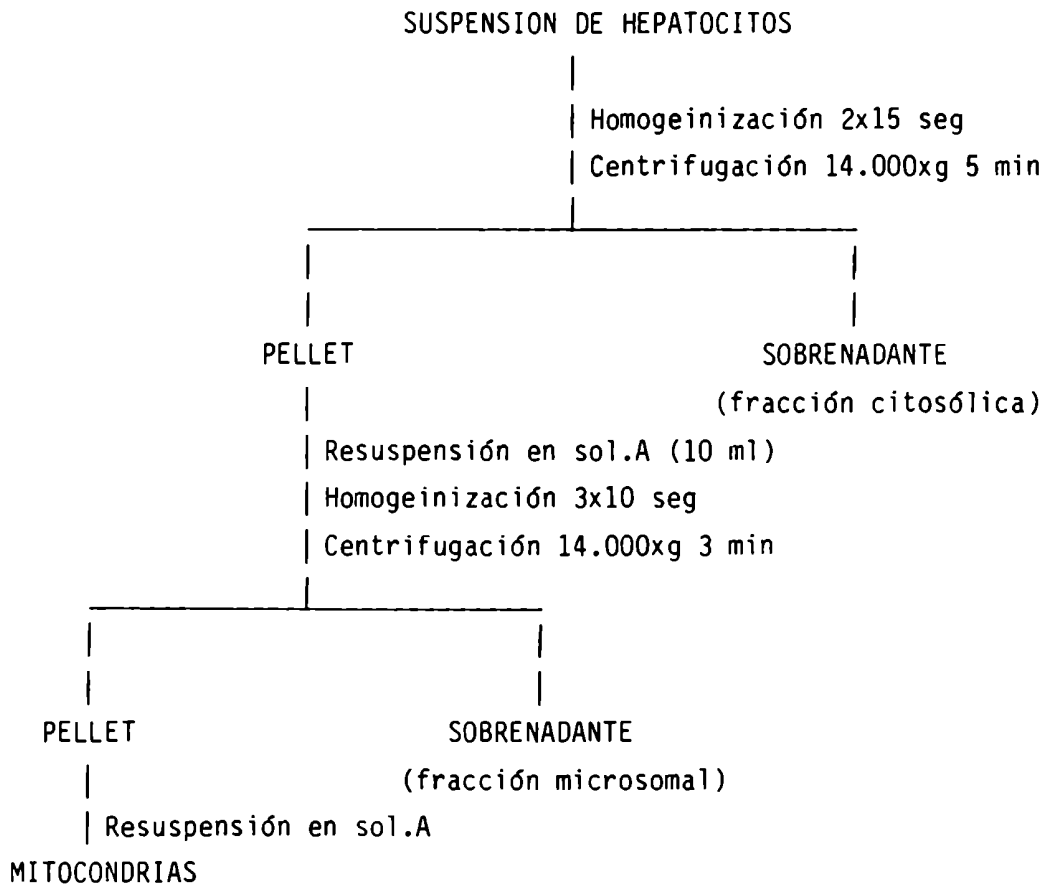 SUSPENSION DE HEPATOCITOS
Homogeinización 2x15 seg
Centrifugación 14.000xg 5 min
PELLET
SOBRENADANTE
(fracción citosólica)
Resuspensión en sol.A (10 ml)
Homogeinización 3x10 seg
Centrifugación 14.000xg 3 min
PELLET
SOBRENADANTE
(fracción microsomal)
Resuspensión en sol.A
MITOCONDRIAS